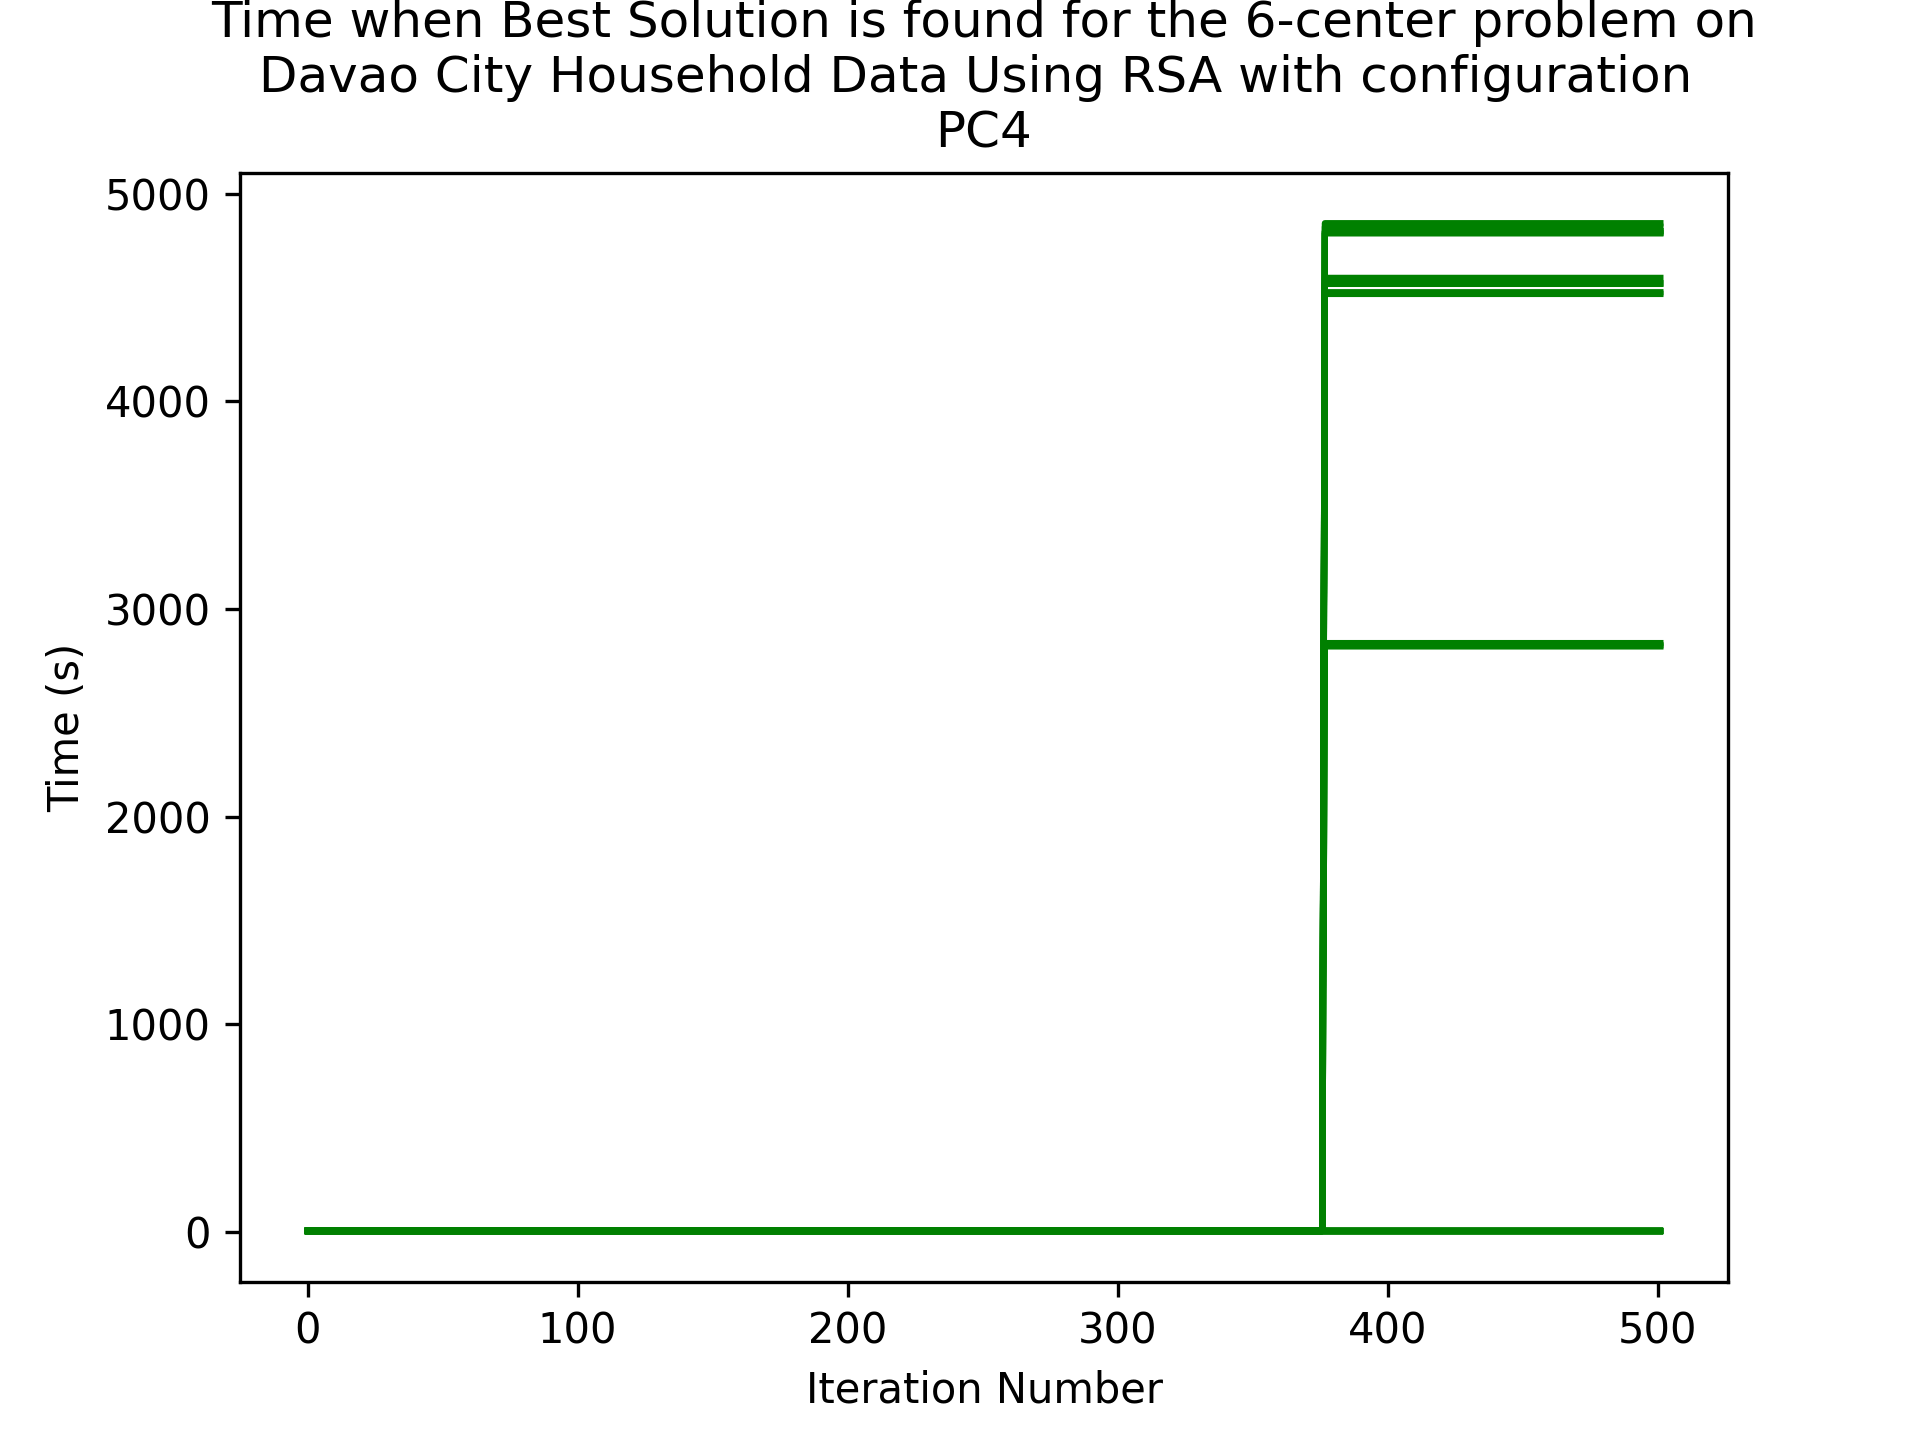 Time when Best Solution is found for the 6-center problem on
Davao City Household Data Using RSA with configuration
PC4
5000
4000
3000
2000
1000
0
Time (s)
0 100 200 300 400 500
Iteration Number